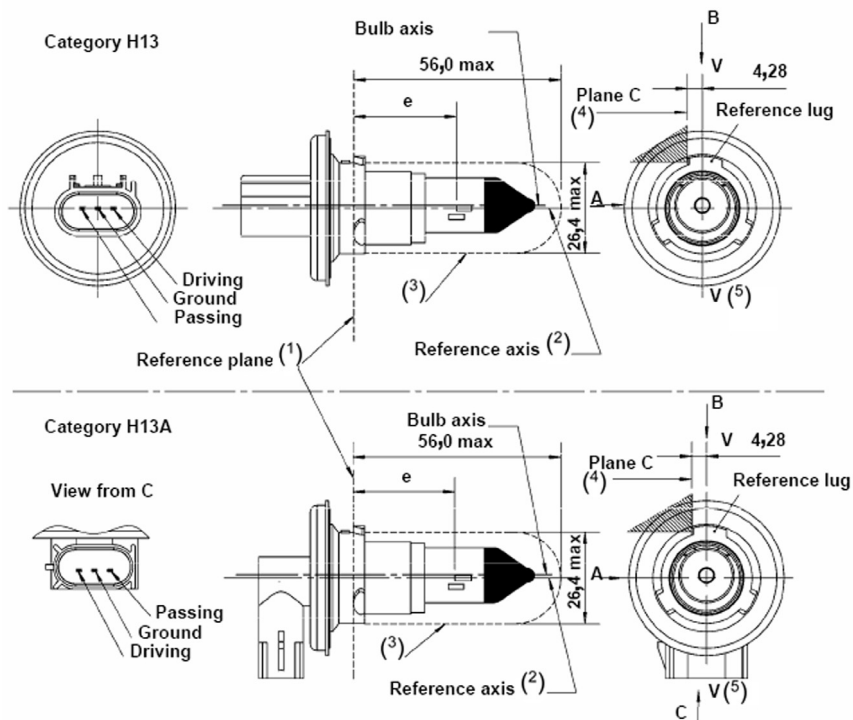 Category H13
Bulb axis
56,0 max
e
B
V
4,28
Plane C
(4)
Reference lug
A
26,4 max
Driving
Ground
Passing
(3)
V (5)
Reference plane (1)
Reference axis (2)
Category H13A
Bulb axis
56,0 max
e
B
V
4,28
Plane C
(4)
Reference lug
View from C
A
26,4 max
Passing
Ground
Driving
(3)
Reference axis (2)
V (5)
C